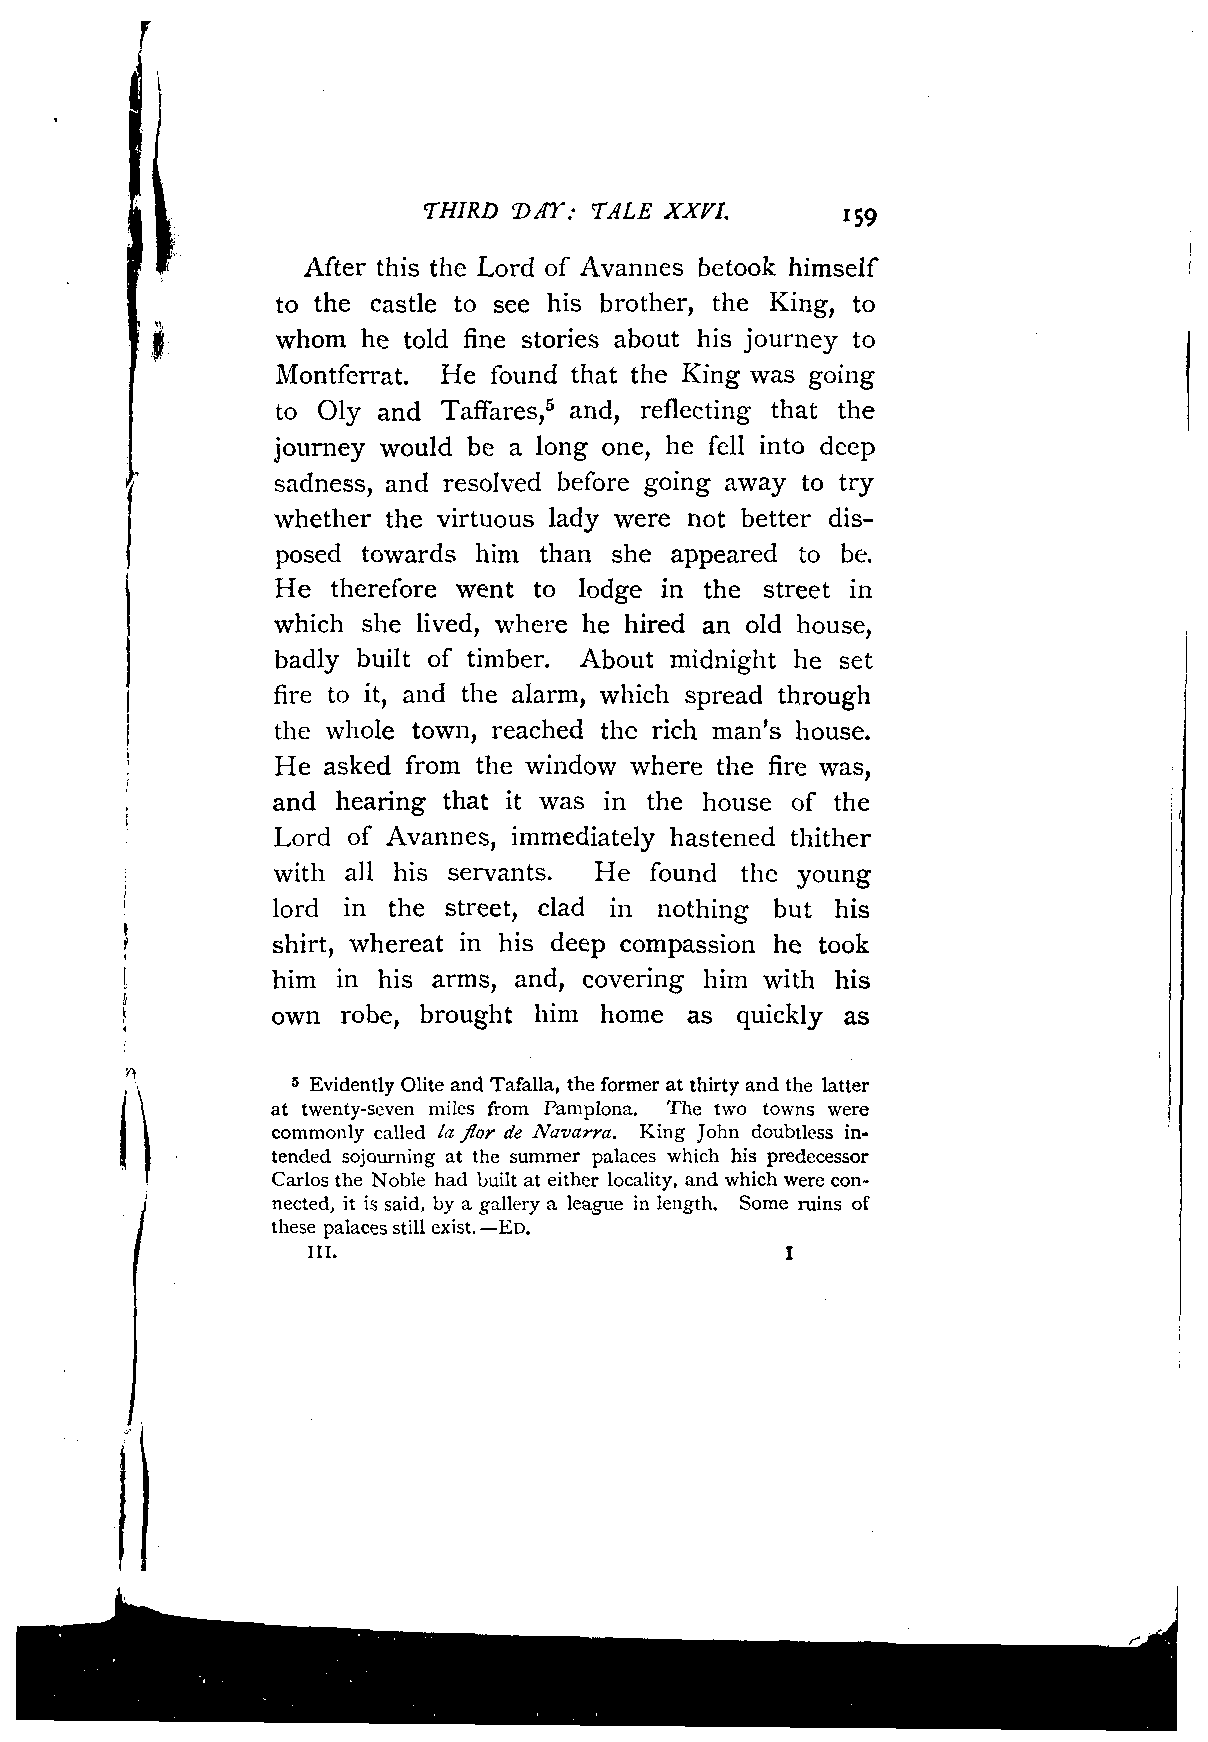 THIRD DAY: TALE XXVI. 159
After this the Lord of Avannes betook himself
to the castle to see his brother, the King, to
whom he told fine stories about his journey to
Montferrat. He found that the King was going
to Oly and Taffares,⁵ and, reflecting that the
journey would be a long one, he fell into deep
sadness, and resolved before going away to try
whether the virtuous lady were not better dis-
posed towards him than she appeared to be.
He therefore went to lodge in the street in
which she lived, where he hired an old house,
badly built of timber. About midnight he set
fire to it, and the alarm, which spread through
the whole town, reached the rich man's house.
He asked from the window where the fire was,
and hearing that it was in the house of the
Lord of Avannes, immediately hastened thither
with all his servants. He found the young
lord in the street, clad in nothing but his
shirt, whereat in his deep compassion he took
him in his arms, and, covering him with his
own robe, brought him home as quickly as
⁵ Evidently Olite and Tafalla, the former at thirty and the latter
at twenty-seven miles from Pamplona. The two towns were
commonly called la flor de Navarra. King John doubtless in-
tended sojourning at the summer palaces which his predecessor
Carlos the Noble had built at either locality, and which were con-
nected, it is said, by a gallery a league in length. Some ruins of
these palaces still exist.—ED.
III. I